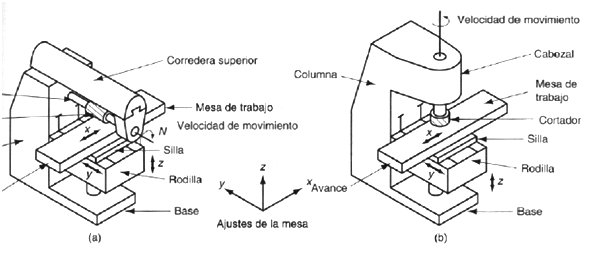 Corredera superior
Mesa de trabajo
Velocidad de movimiento
N
x
Silla
y
z
Rodilla
Base
(a)
z
y
x
Ajustes de la mesa
Velocidad de movimiento
Cabezal
Columna
Mesa de
trabajo
Cortador
x
Silla
y
Avance
Rodilla
z
Base
(b)